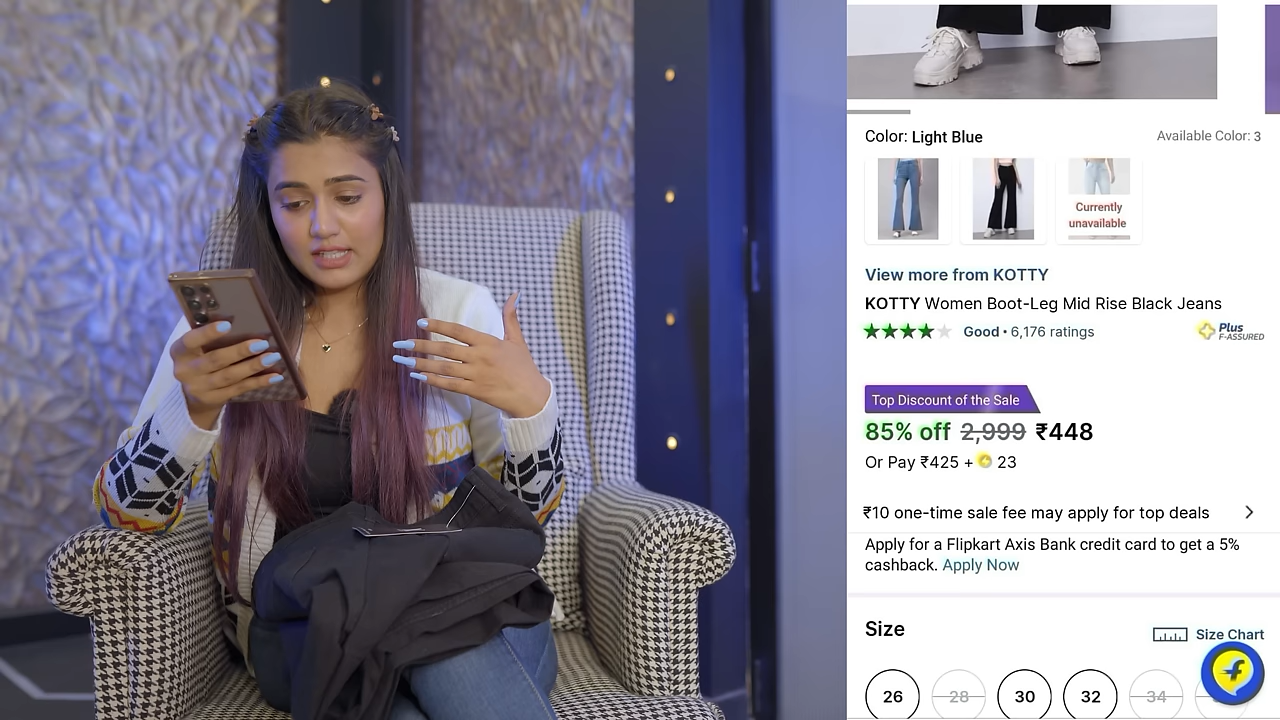 Color: Light Blue
Available Color: 3
Currently
unavailable
View more from KOTTY
KOTTY Women Boot-Leg Mid Rise Black Jeans
Good • 6,176 ratings
Plus
F-ASSURED
Top Discount of the Sale
85% off 2,999 ₹448
Or Pay ₹425 + 23
₹10 one-time sale fee may apply for top deals
Apply for a Flipkart Axis Bank credit card to get a 5%
cashback. Apply Now
Size
Size Chart
26 28 30 32 34